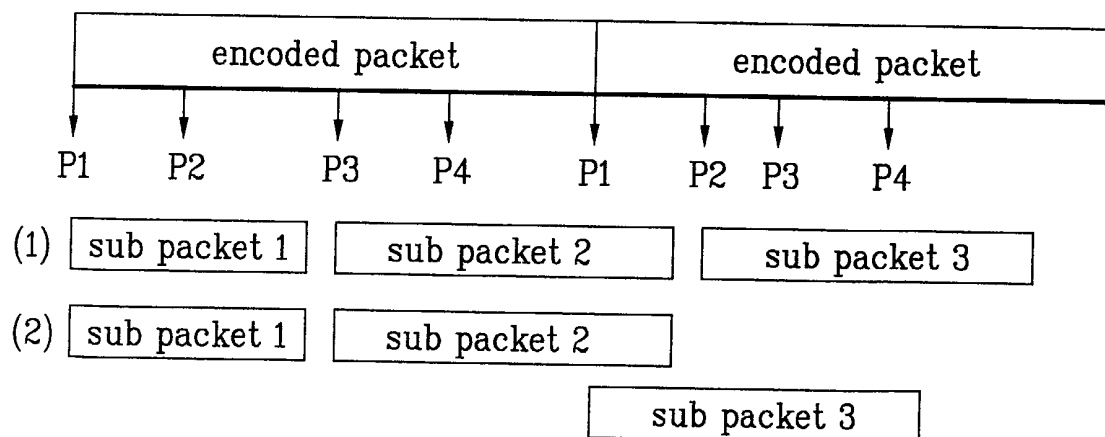 encoded packet encoded packet
P1 P2 P3 P4 P1 P2 P3 P4
(1) sub packet 1 sub packet 2 sub packet 3
(2) sub packet 1 sub packet 2
sub packet 3